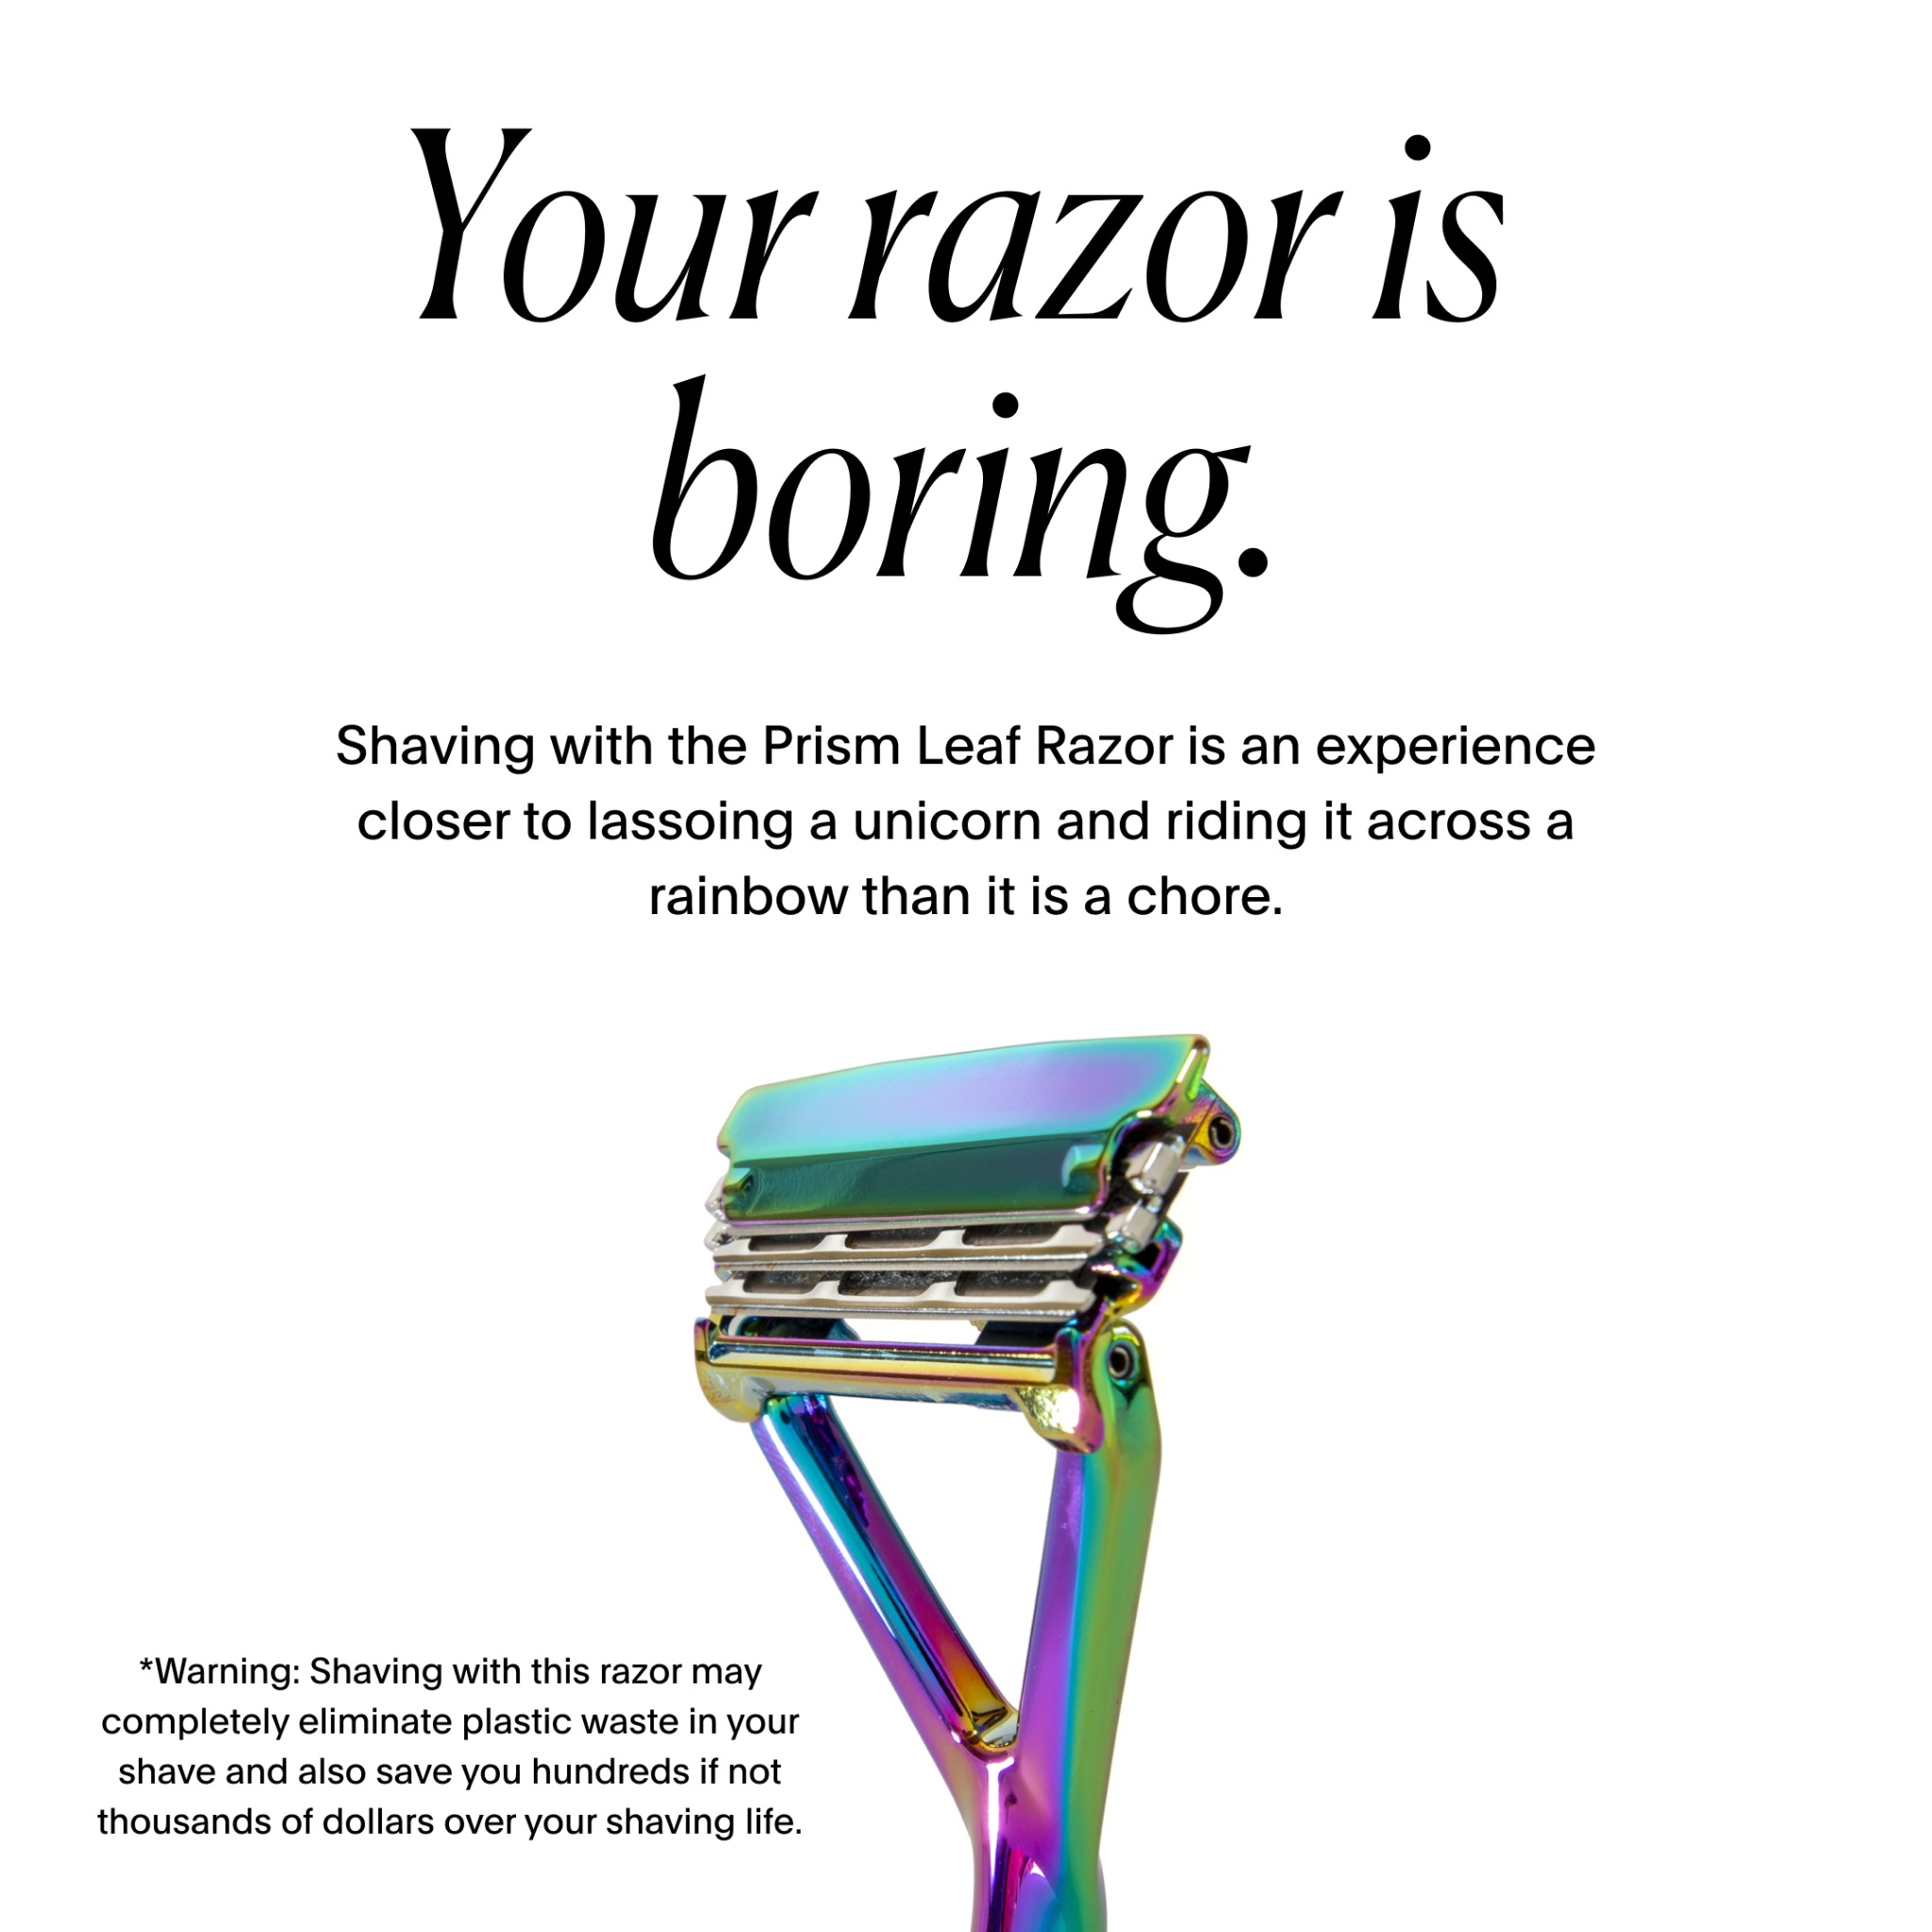 Your razor is
boring.
Shaving with the Prism Leaf Razor is an experience
closer to lassoing a unicorn and riding it across a
rainbow than it is a chore.
*Warning: Shaving with this razor may
completely eliminate plastic waste in your
shave and also save you hundreds if not
thousands of dollars over your shaving life.